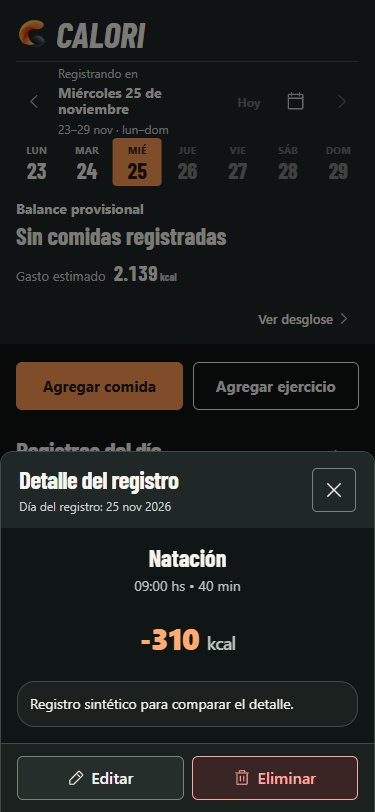 CALORI
Registrando en
Miércoles 25 de
noviembre
23–29 nov · lun–dom
Hoy
LUN MAR MIÉ JUE VIE SÁB DOM
23 24 25 26 27 28 29
Balance provisional
Sin comidas registradas
Gasto estimado 2.139 kcal
Ver desglose
Agregar comida Agregar ejercicio
Registros del día
Detalle del registro
Día del registro: 25 nov 2026
Natación
09:00 hs • 40 min
-310 kcal
Registro sintético para comparar el detalle.
Editar Eliminar